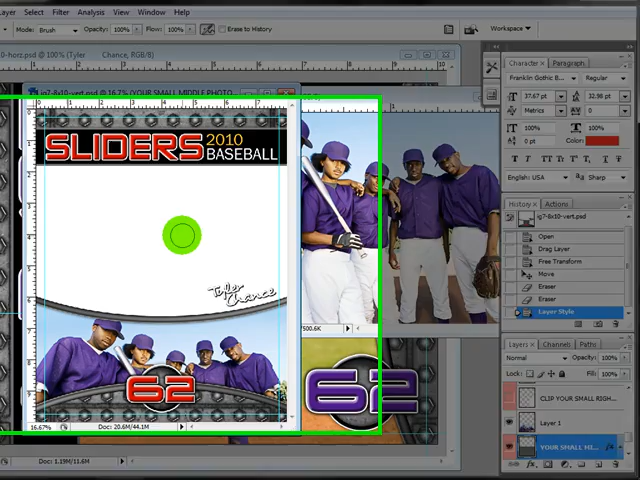 Layer Select Filter Analysis View Window Help
Mode: Brush Opacity: 100% Flow: 100% Erase to History
Workspace
0-horz.psd @ 100% (Tyler Chance, RGB/8)
jg7-8x10-vert.psd @ 16.7% (YOUR SMALL MIDDLE PHOTO
SLIDERS 2010 BASEBALL
Tyler Chance
62
62
16.67% Doc: 20.6M/44.1M
Doc: 1.19M/11.6M
500.6K
Character Paragraph
Franklin Gothic B... Regular
37.67 pt 32.98 pt
Metrics 0
100% 100%
0 pt Color:
English: USA Sharp
History Actions
jg7-8x10-vert.psd
Open
Drag Layer
Free Transform
Move
Eraser
Eraser
Layer Style
Layers Channels Paths
Normal Opacity: 100%
Lock: Fill: 100%
CLIP YOUR SMALL RIGH...
Layer 1
YOUR SMALL MI...